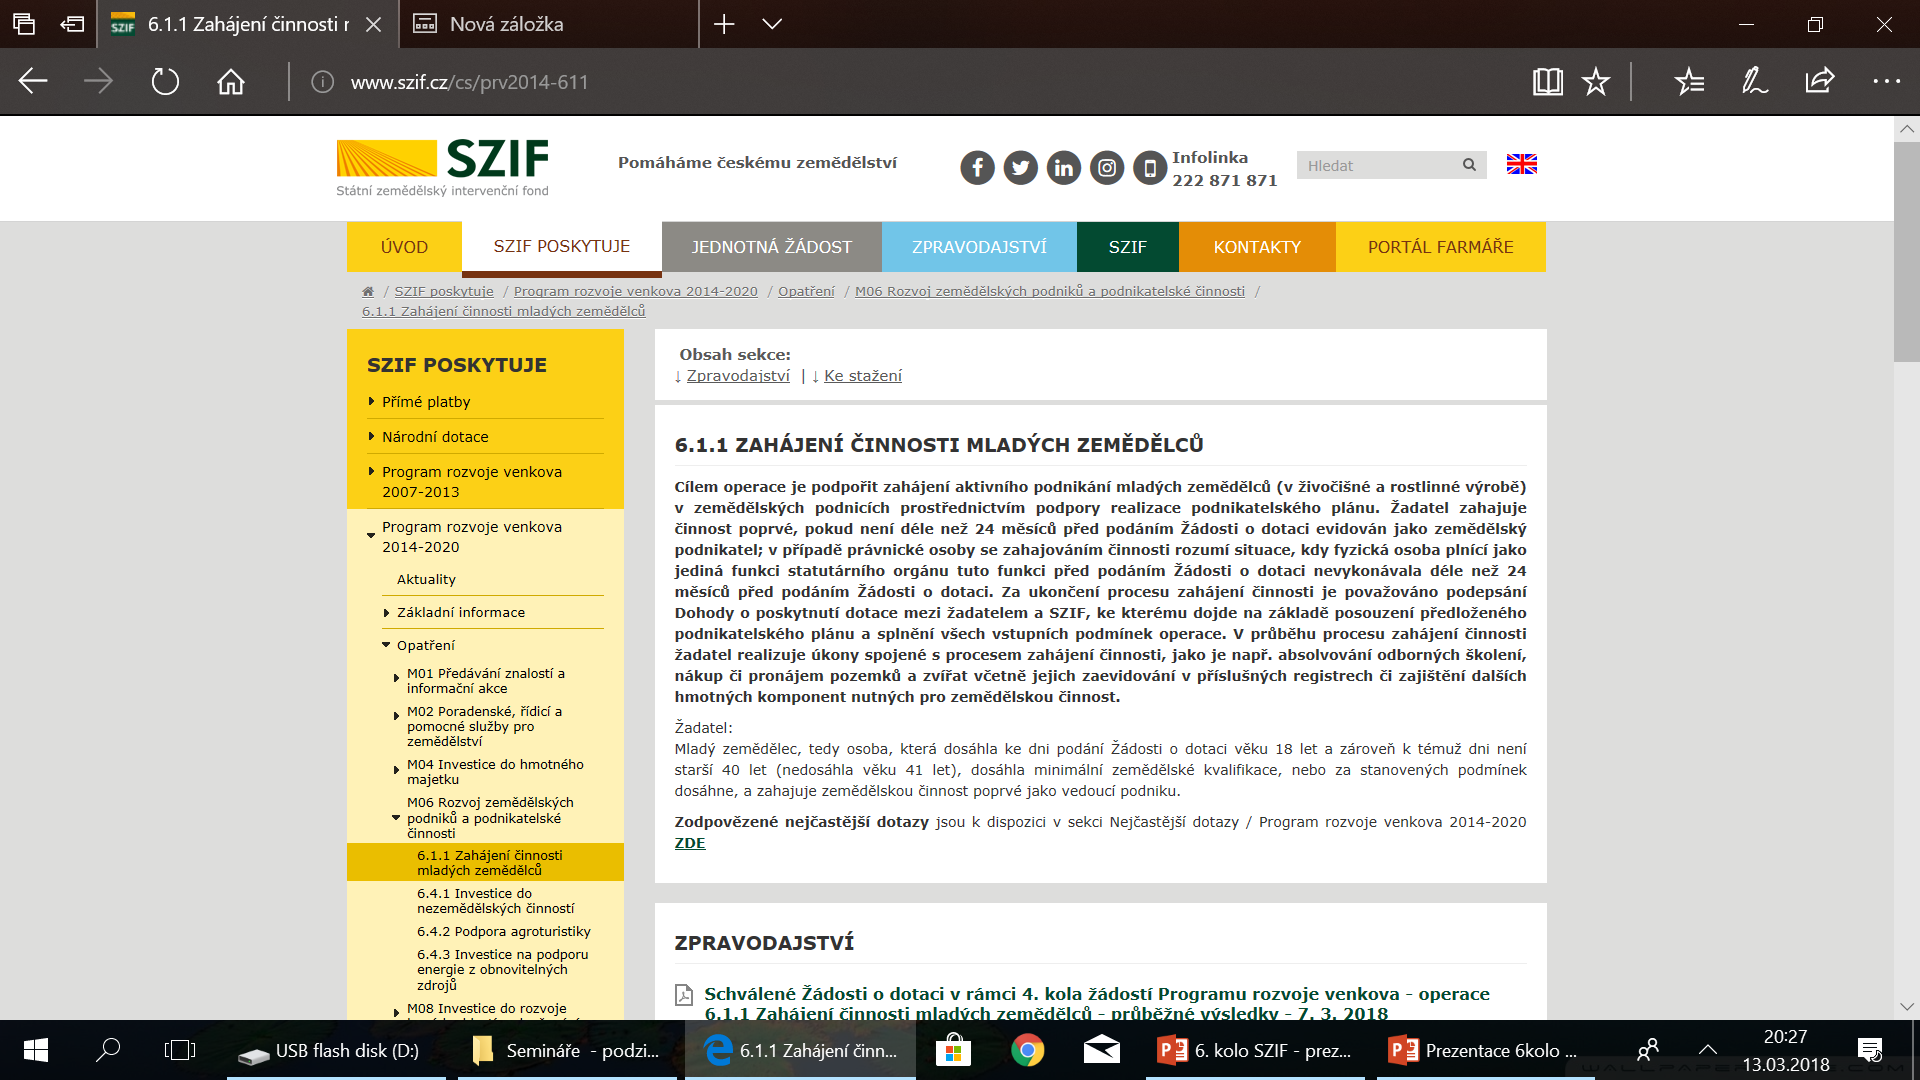 6.1.1 Zahájení činnosti r
Nová záložka
www.szif.cz/cs/prv2014-611
SZIF
Státní zemědělský intervenční fond
Pomáháme českému zemědělství
Infolinka
222 871 871
Hledat
ÚVOD
SZIF POSKYTUJE
JEDNOTNÁ ŽÁDOST
ZPRAVODAJSTVÍ
SZIF
KONTAKTY
PORTÁL FARMÁŘE
/ SZIF poskytuje / Program rozvoje venkova 2014-2020 / Opatření / M06 Rozvoj zemědělských podniků a podnikatelské činnosti /
6.1.1 Zahájení činnosti mladých zemědělců
SZIF POSKYTUJE
Přímé platby
Národní dotace
Program rozvoje venkova
2007-2013
Program rozvoje venkova
2014-2020
Aktuality
Základní informace
Opatření
M01 Předávání znalostí a
informační akce
M02 Poradenské, řídicí a
pomocné služby pro
zemědělství
M04 Investice do hmotného
majetku
M06 Rozvoj zemědělských
podniků a podnikatelské
činnosti
6.1.1 Zahájení činnosti
mladých zemědělců
6.4.1 Investice do
nezemědělských činností
6.4.2 Podpora agroturistiky
6.4.3 Investice na podporu
energie z obnovitelných
zdrojů
M08 Investice do rozvoje
Obsah sekce:
↓ Zpravodajství | ↓ Ke stažení
6.1.1 ZAHÁJENÍ ČINNOSTI MLADÝCH ZEMĚDĚLCŮ
Cílem operace je podpořit zahájení aktivního podnikání mladých zemědělců (v živočišné a rostlinné výrobě)
v zemědělských podnicích prostřednictvím podpory realizace podnikatelského plánu. Žadatel zahajuje
činnost poprvé, pokud není déle než 24 měsíců před podáním Žádosti o dotaci evidován jako zemědělský
podnikatel; v případě právnické osoby se zahajováním činnosti rozumí situace, kdy fyzická osoba plnící jako
jediná funkci statutárního orgánu tuto funkci před podáním Žádosti o dotaci nevykonávala déle než 24
měsíců před podáním Žádosti o dotaci. Za ukončení procesu zahájení činnosti je považováno podepsání
Dohody o poskytnutí dotace mezi žadatelem a SZIF, ke kterému dojde na základě posouzení předloženého
podnikatelského plánu a splnění všech vstupních podmínek operace. V průběhu procesu zahájení činnosti
žadatel realizuje úkony spojené s procesem zahájení činnosti, jako je např. absolvování odborných školení,
nákup či pronájem pozemků a zvířat včetně jejich zaevidování v příslušných registrech či zajištění dalších
hmotných komponent nutných pro zemědělskou činnost.
Žadatel:
Mladý zemědělec, tedy osoba, která dosáhla ke dni podání Žádosti o dotaci věku 18 let a zároveň k témuž dni není
starší 40 let (nedosáhla věku 41 let), dosáhla minimální zemědělské kvalifikace, nebo za stanovených podmínek
dosáhne, a zahajuje zemědělskou činnost poprvé jako vedoucí podniku.
Zodpovězené nejčastější dotazy jsou k dispozici v sekci Nejčastější dotazy / Program rozvoje venkova 2014-2020
ZDE
ZPRAVODAJSTVÍ
Schválené Žádosti o dotaci v rámci 4. kola žádostí Programu rozvoje venkova - operace
6.1.1 Zahájení činnosti mladých zemědělců - průběžné výsledky - 7. 3. 2018
USB flash disk (D:)
Semináře - podzi...
6.1.1 Zahájení činn...
6. kolo SZIF - prez...
Prezentace 6kolo ...
20:27
13.03.2018